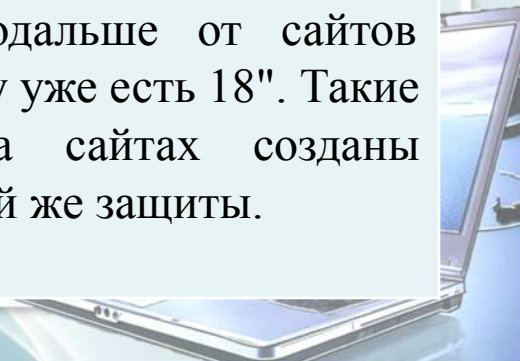 одальше от сайтов
у уже есть 18". Такие
а сайтах созданы
й же защиты.